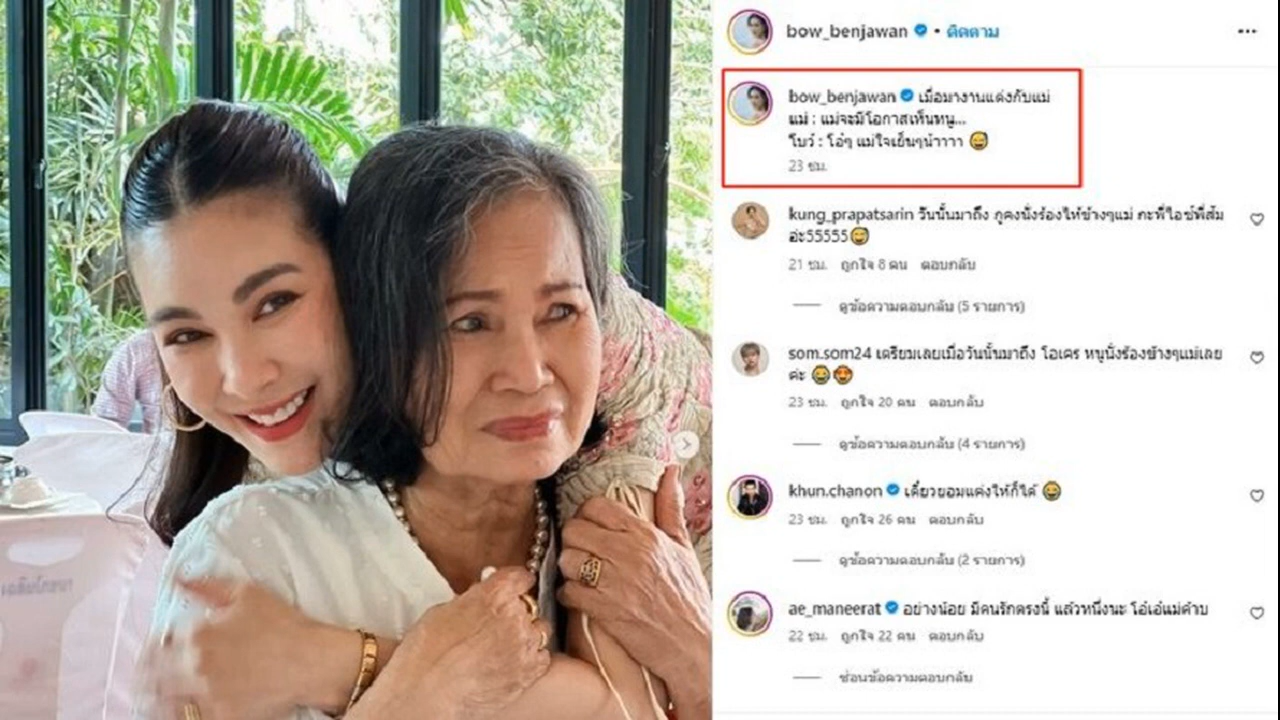 bow_benjawan • ติดตาม
bow_benjawan เมื่อมางานแต่งกับแม่
แม่ : แม่จะมีโอกาสเห็นหนู...
โบว์ : โอ๋ๆ แม่ใจเย็นๆน้าาาา 😅
23 ชม.
kung_prapatsarin วันนั้นมาถึง กูคงนั่งร้องให้ข้างๆแม่ กะพี่ไอซ์พี่ส้ม
อ่ะ55555😅
21 ชม. ถูกใจ 8 คน ตอบกลับ
ดูข้อความตอบกลับ (5 รายการ)
som.som24 เตรียมเลยเมื่อวันนั้นมาถึง โอเคร หนูนั่งร้องข้างๆแม่เลย
ค่ะ 😂😍
23 ชม. ถูกใจ 20 คน ตอบกลับ
ดูข้อความตอบกลับ (4 รายการ)
khun.chanon เดี๋ยวยอมแต่งให้ก็ได้ 😂
23 ชม. ถูกใจ 26 คน ตอบกลับ
ดูข้อความตอบกลับ (2 รายการ)
ae_maneerat อย่างน้อย มีคนรักตรงนี้ แล้วหนึ่งนะ โอ๋เอ๋แม่ค้าบ
22 ชม. ถูกใจ 22 คน ตอบกลับ
ซ่อนข้อความตอบกลับ